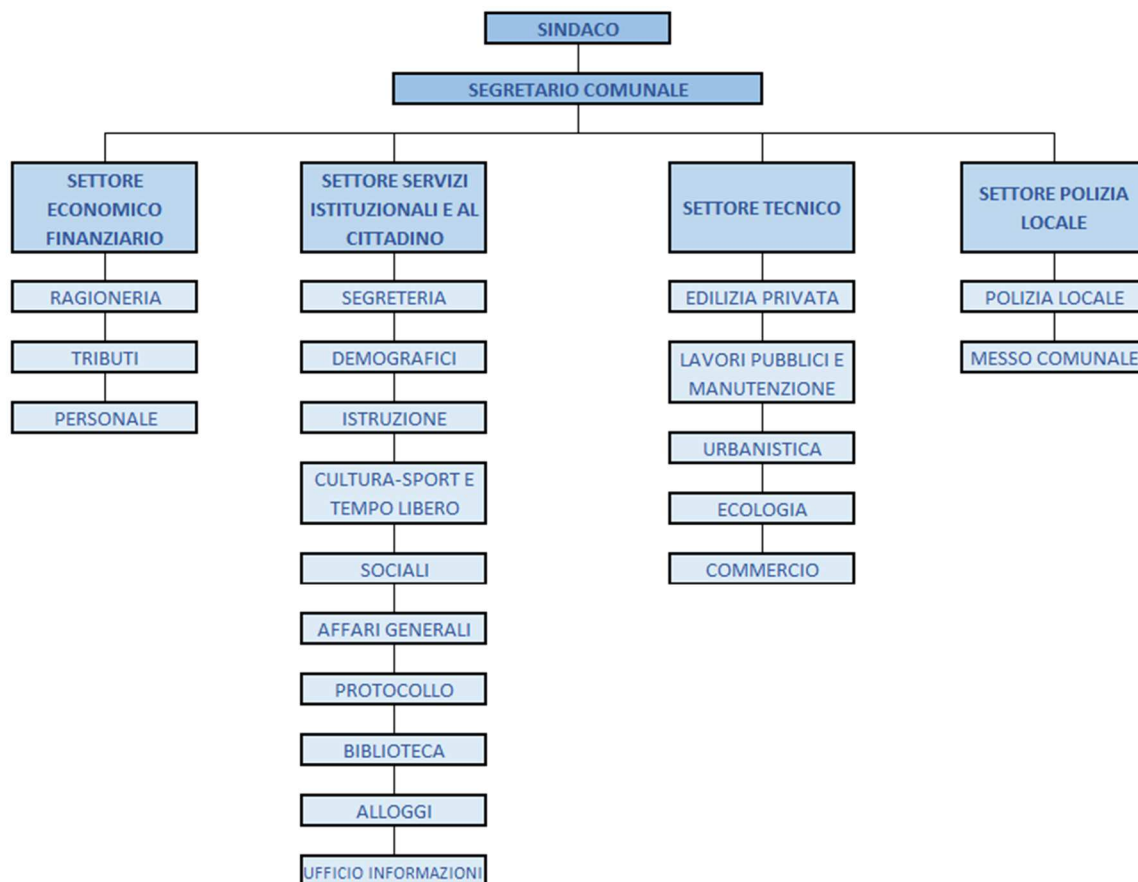 SINDACO
SEGRETARIO COMUNALE
SETTORE
ECONOMICO
FINANZIARIO
RAGIONERIA
TRIBUTI
PERSONALE
SETTORE SERVIZI
ISTITUZIONALI E AL
CITTADINO
SEGRETERIA
DEMOGRAFICI
ISTRUZIONE
CULTURA-SPORT E
TEMPO LIBERO
SOCIALI
AFFARI GENERALI
PROTOCOLLO
BIBLIOTECA
ALLOGGI
UFFICIO INFORMAZIONI
SETTORE TECNICO
EDILIZIA PRIVATA
LAVORI PUBBLICI E
MANUTENZIONE
URBANISTICA
ECOLOGIA
COMMERCIO
SETTORE POLIZIA
LOCALE
POLIZIA LOCALE
MESSO COMUNALE